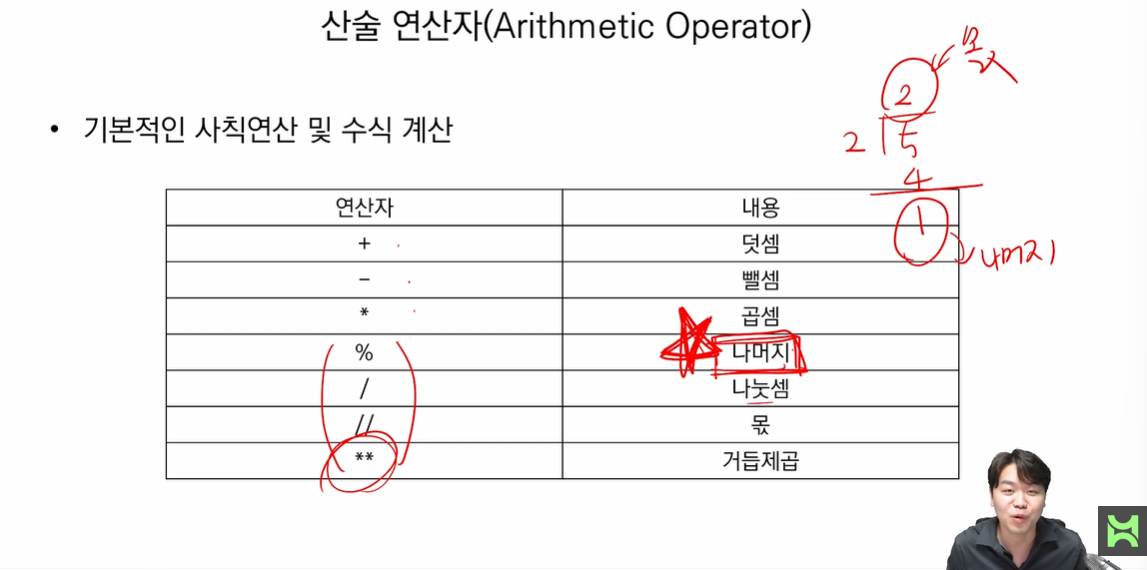 산술 연산자(Arithmetic Operator)
• 기본적인 사칙연산 및 수식 계산
몫
2
2 5
4
1
나머지
연산자 내용
+ 덧셈
- 뺄셈
* 곱셈
% 나머지
/ 나눗셈
// 몫
** 거듭제곱